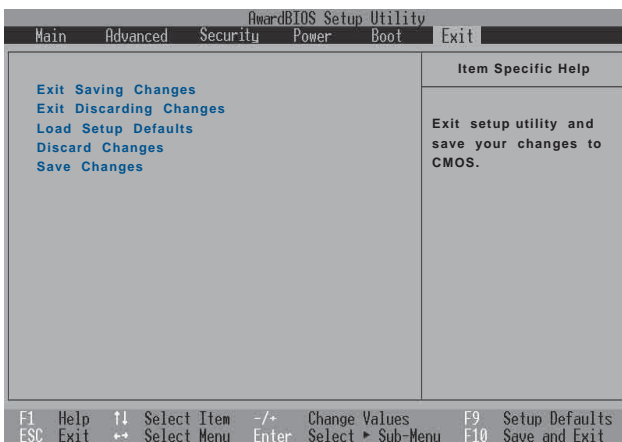 AwardBIOS Setup Utility
Main Advanced Security Power Boot Exit
Exit Saving Changes
Exit Discarding Changes
Load Setup Defaults
Discard Changes
Save Changes
Item Specific Help
Exit setup utility and
save your changes to
CMOS.
F1 Help ↑↓ Select Item -/+ Change Values F9 Setup Defaults
ESC Exit ←→ Select Menu Enter Select ▶ Sub-Menu F10 Save and Exit